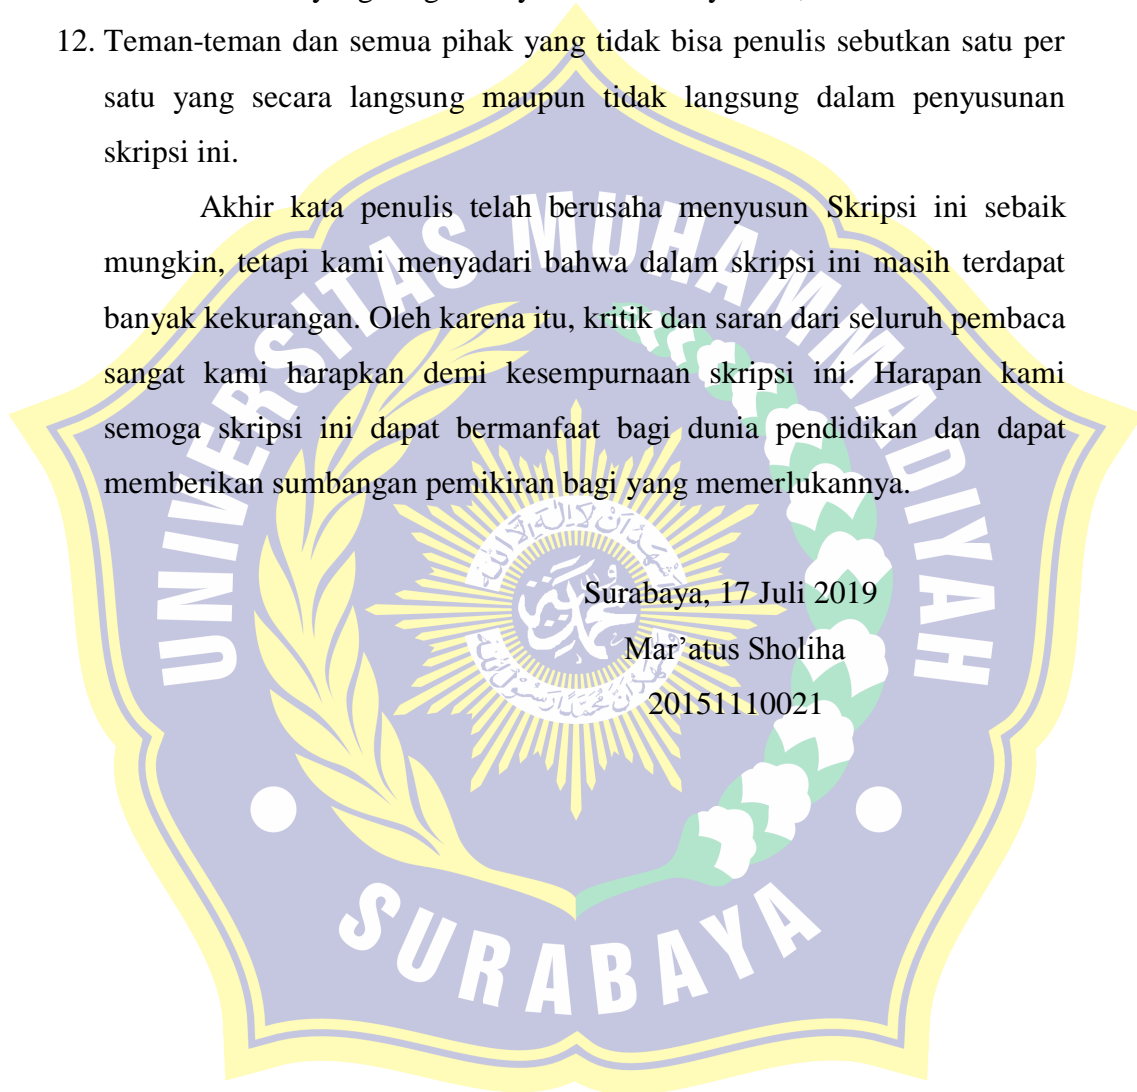 12. Teman-teman dan semua pihak yang tidak bisa penulis sebutkan satu per
satu yang secara langsung maupun tidak langsung dalam penyusunan
skripsi ini.
Akhir kata penulis telah berusaha menyusun Skripsi ini sebaik
mungkin, tetapi kami menyadari bahwa dalam skripsi ini masih terdapat
banyak kekurangan. Oleh karena itu, kritik dan saran dari seluruh pembaca
sangat kami harapkan demi kesempurnaan skripsi ini. Harapan kami
semoga skripsi ini dapat bermanfaat bagi dunia pendidikan dan dapat
memberikan sumbangan pemikiran bagi yang memerlukannya.
Surabaya, 17 Juli 2019
Mar’atus Sholiha
20151110021
UNIVERSITAS MUHAMMADIYAH
SURABAYA